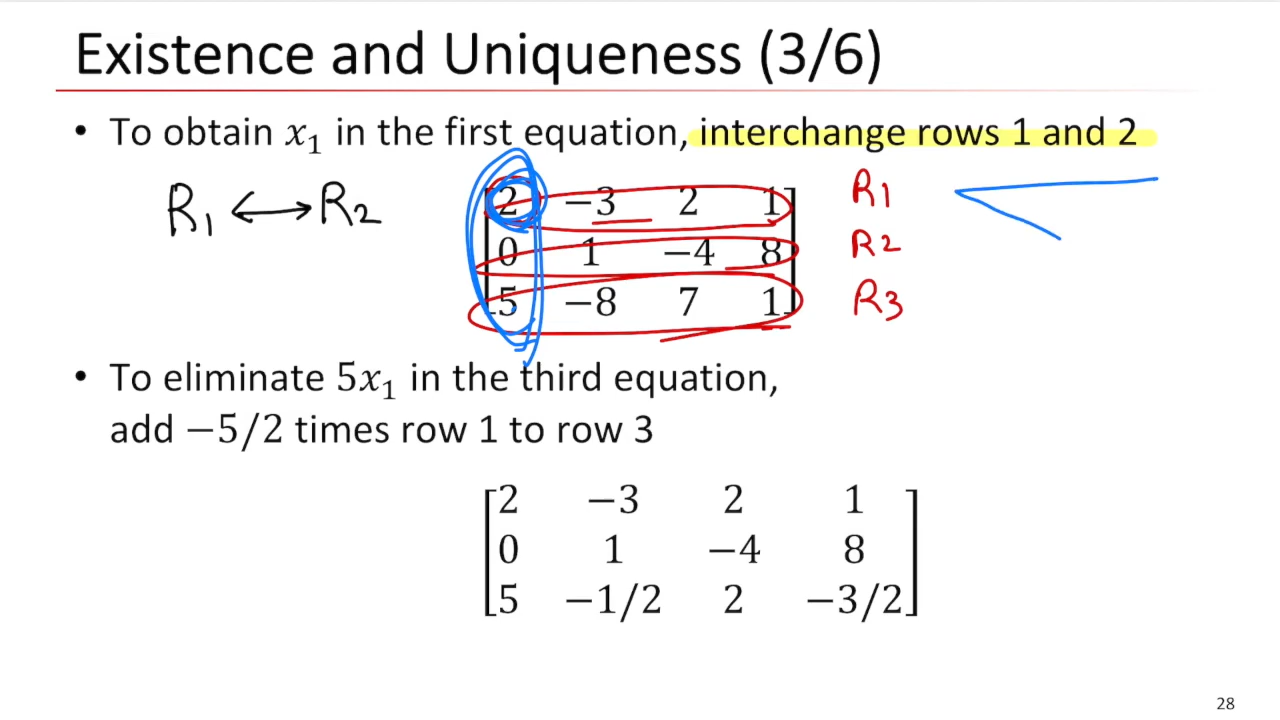 Existence and Uniqueness (3/6)
• To obtain x₁ in the first equation, interchange rows 1 and 2
R₁ ↔ R₂
2 −3 2 1 R1
0 1 −4 8 R2
5 −8 7 1 R3
• To eliminate 5x₁ in the third equation,
add −5/2 times row 1 to row 3
2 −3 2 1
0 1 −4 8
5 −1/2 2 −3/2
28